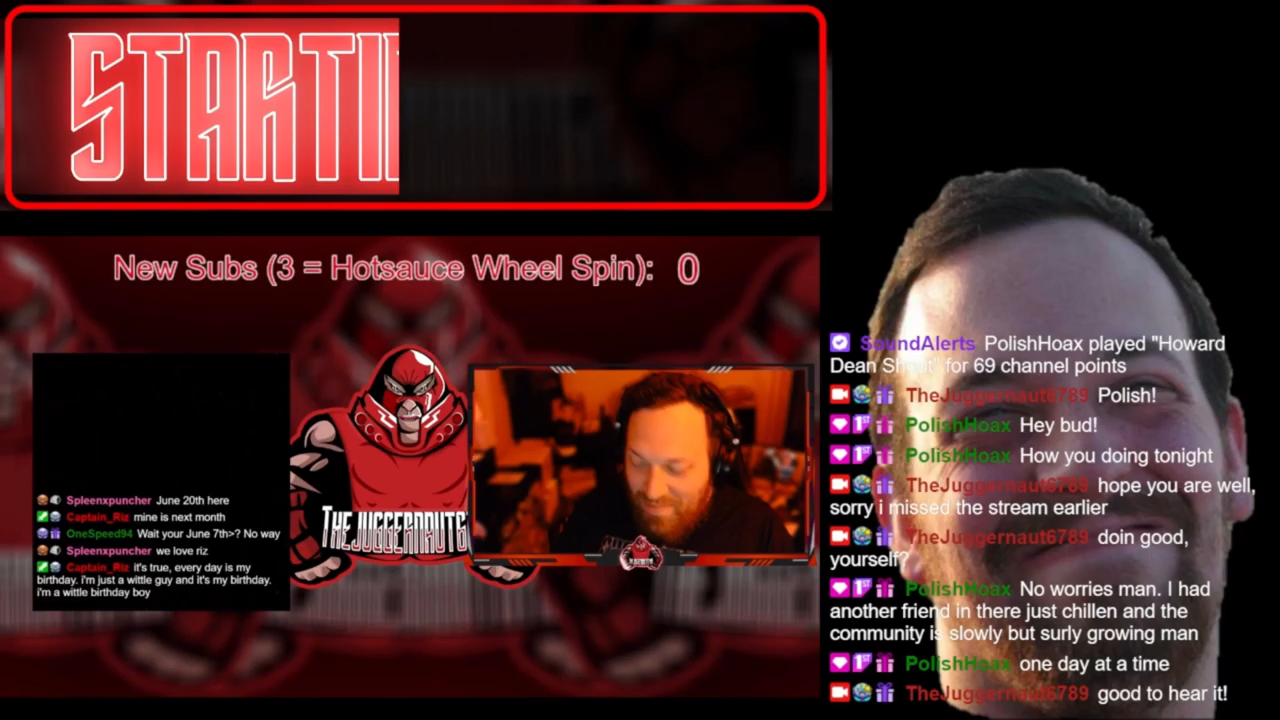 STARTI
New Subs (3 = Hotsauce Wheel Spin): 0
Spleenxpuncher June 20th here
Captain_Riz mine is next month
OneSpeed94 Wait your June 7th>? No way
Spleenxpuncher we love riz
Captain_Riz it's true, every day is my
birthday. i'm just a wittle guy and it's my birthday.
i'm a wittle birthday boy
THEJUGGERNAUT67
SoundAlerts PolishHoax played "Howard
Dean Shout" for 69 channel points
TheJuggernaut6789 Polish!
PolishHoax Hey bud!
PolishHoax How you doing tonight
TheJuggernaut6789 hope you are well,
sorry i missed the stream earlier
TheJuggernaut6789 doin good,
yourself?
PolishHoax No worries man. I had
another friend in there just chillen and the
community is slowly but surly growing man
PolishHoax one day at a time
TheJuggernaut6789 good to hear it!